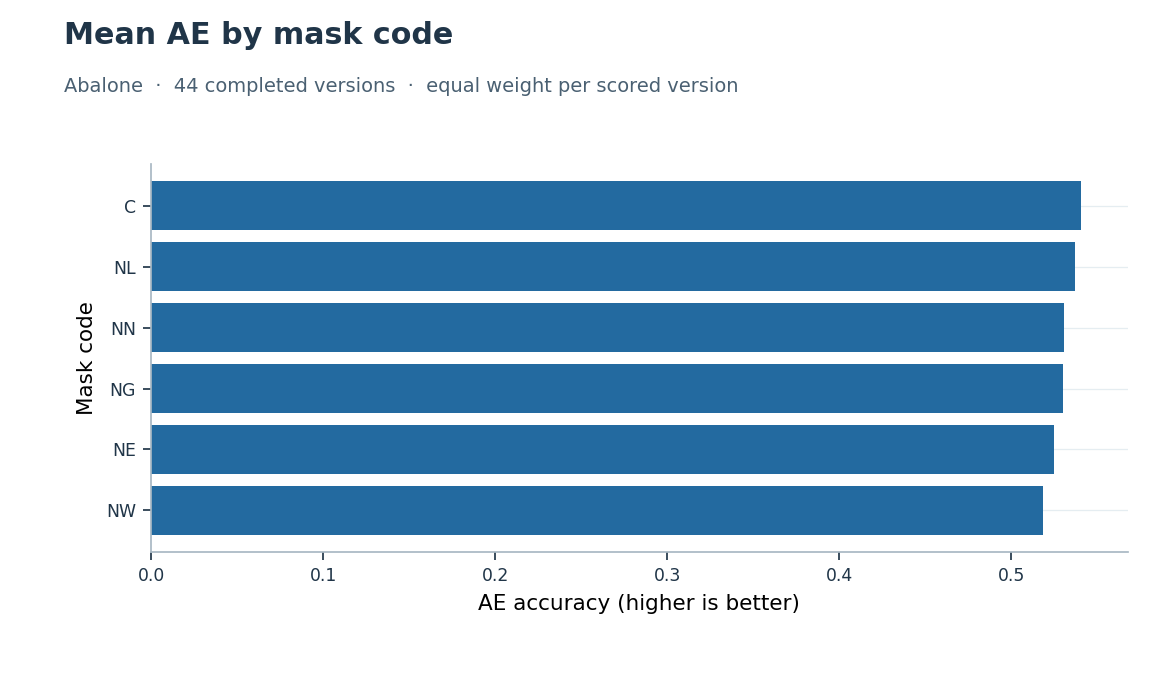 Mean AE by mask code
Abalone · 44 completed versions · equal weight per scored version
C
NL
NN
NG
NE
NW
Mask code
0.0 0.1 0.2 0.3 0.4 0.5
AE accuracy (higher is better)